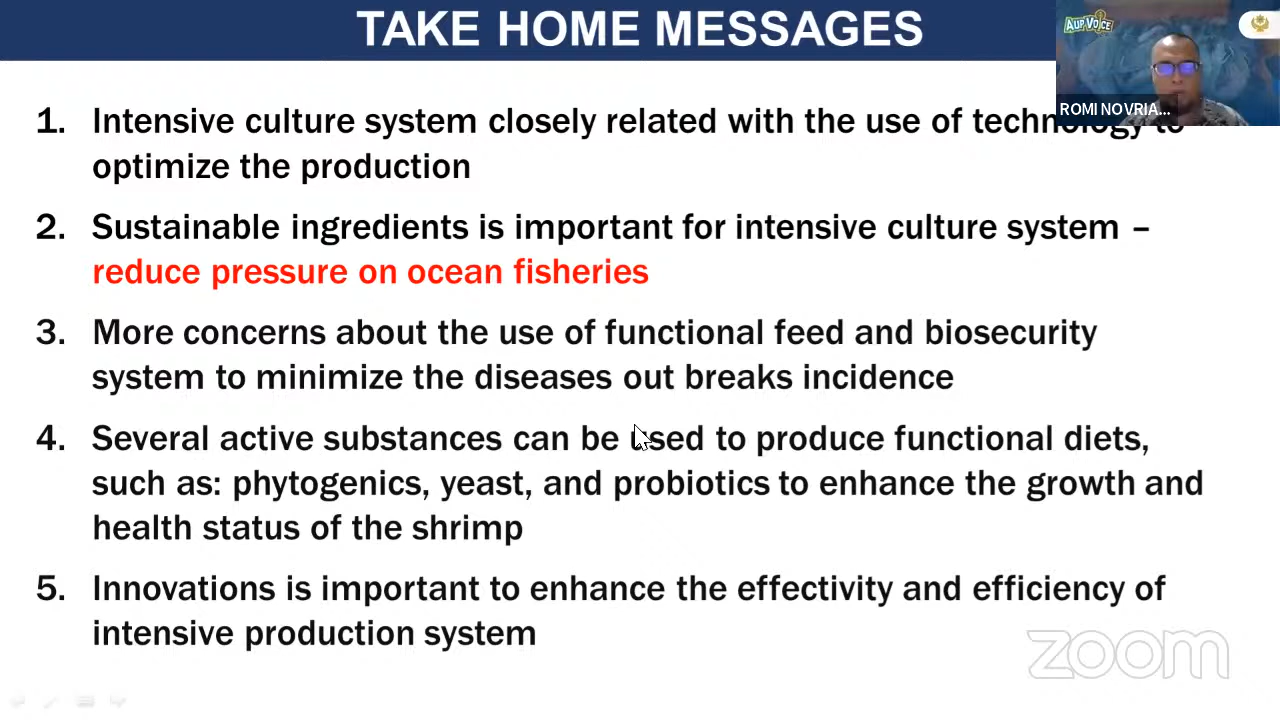 TAKE HOME MESSAGES
AUP VOICE
ROMI NOVRIA...
1. Intensive culture system closely related with the use of technology to
optimize the production
2. Sustainable ingredients is important for intensive culture system –
reduce pressure on ocean fisheries
3. More concerns about the use of functional feed and biosecurity
system to minimize the diseases out breaks incidence
4. Several active substances can be used to produce functional diets,
such as: phytogenics, yeast, and probiotics to enhance the growth and
health status of the shrimp
5. Innovations is important to enhance the effectivity and efficiency of
intensive production system
zoom